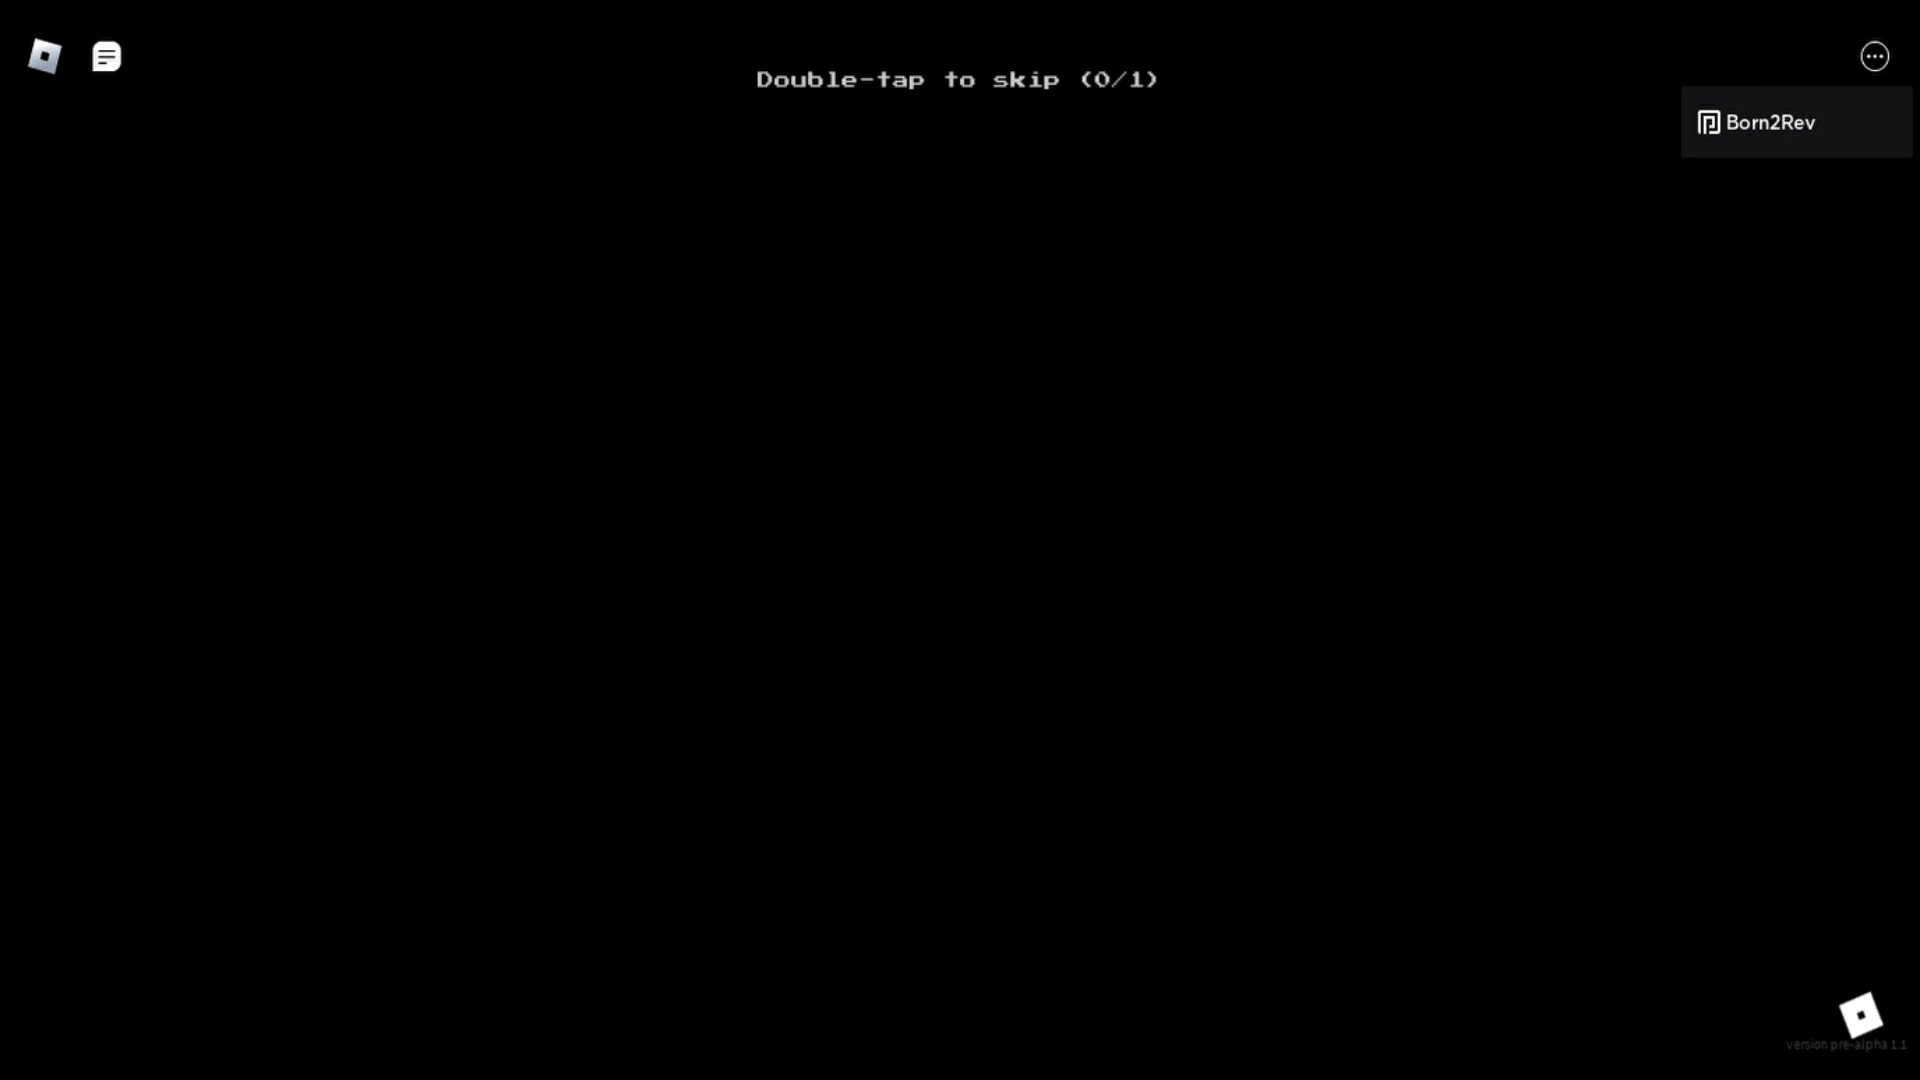 Double-tap to skip (0/1)
Born2Rev
version pre-alpha 1.1